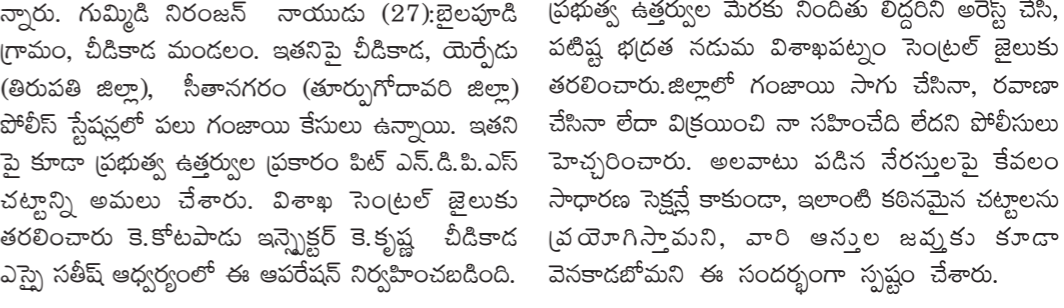 న్నారు. గుమ్మిడి నిరంజన్ నాయుడు (27):బైలపూడి
గ్రామం, చీడికాడ మండలం. ఇతనిపై చీడికాడ, యెర్పేడు
(తిరుపతి జిల్లా), సీతానగరం (తూర్పుగోదావరి జిల్లా)
పోలీస్ స్టేషన్లలో పలు గంజాయి కేసులు ఉన్నాయి. ఇతని
పై కూడా ప్రభుత్వ ఉత్తర్వుల ప్రకారం పిట్ ఎన్.డి.పి.ఎస్
చట్టాన్ని అమలు చేశారు. విశాఖ సెంట్రల్ జైలుకు
తరలించారు కె.కోటపాడు ఇన్స్పెక్టర్ కె.కృష్ణ చీడికాడ
ఎస్సై సతీష్ ఆధ్వర్యంలో ఈ ఆపరేషన్ నిర్వహించబడింది.
ప్రభుత్వ ఉత్తర్వుల మేరకు నిందితు లిద్దరిని అరెస్ట్ చేసి,
పటిష్ట భద్రత నడుమ విశాఖపట్నం సెంట్రల్ జైలుకు
తరలించారు.జిల్లాలో గంజాయి సాగు చేసినా, రవాణా
చేసినా లేదా విక్రయించి నా సహించేది లేదని పోలీసులు
హెచ్చరించారు. అలవాటు పడిన నేరస్తులపై కేవలం
సాధారణ సెక్షన్లే కాకుండా, ఇలాంటి కఠినమైన చట్టాలను
వ్రయోగిస్తామని, వారి ఆన్తుల జవ్తుకు కూడా
వెనకాడబోమని ఈ సందర్భంగా స్పష్టం చేశారు.